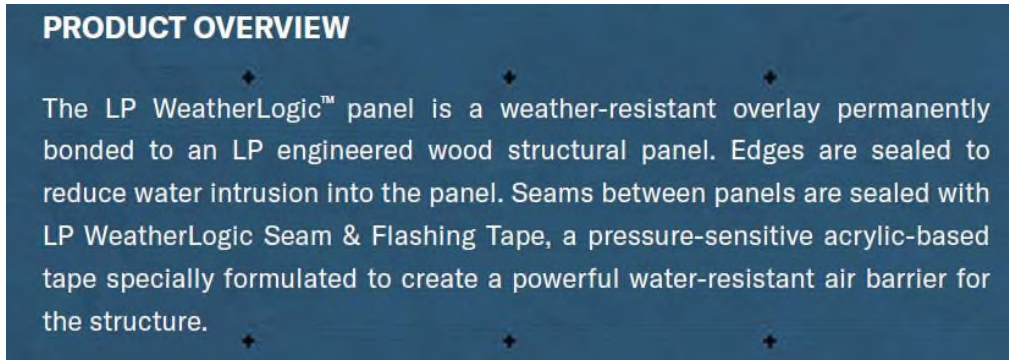 PRODUCT OVERVIEW
The LP WeatherLogic™ panel is a weather-resistant overlay permanently
bonded to an LP engineered wood structural panel. Edges are sealed to
reduce water intrusion into the panel. Seams between panels are sealed with
LP WeatherLogic Seam & Flashing Tape, a pressure-sensitive acrylic-based
tape specially formulated to create a powerful water-resistant air barrier for
the structure.